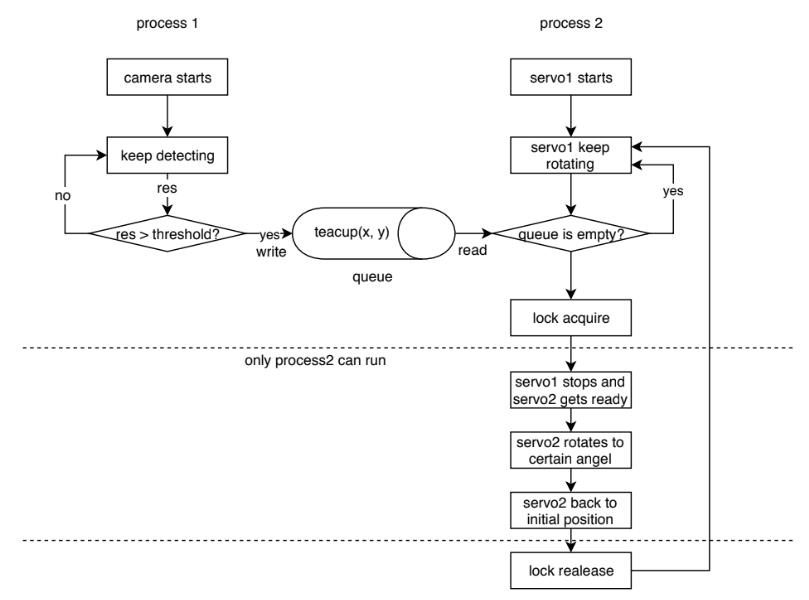 process 1
process 2
camera starts
servo1 starts
keep detecting
servo1 keep
rotating
no
res
yes
res > threshold?
yes
write
teacup(x, y)
read
queue is empty?
queue
lock acquire
only process2 can run
servo1 stops and
servo2 gets ready
servo2 rotates to
certain angel
servo2 back to
initial position
lock realease